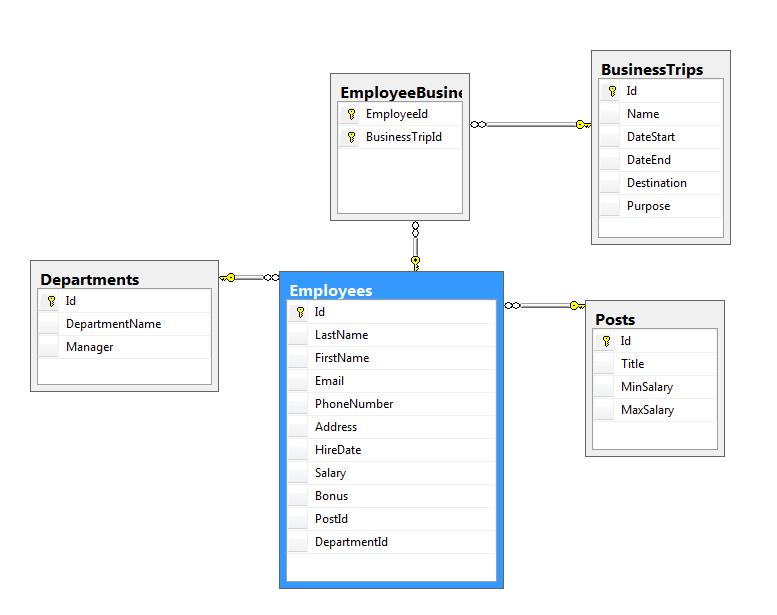 BusinessTrips
Id
Name
DateStart
DateEnd
Destination
Purpose
EmployeeBusine
EmployeeId
BusinessTripId
Departments
Id
DepartmentName
Manager
Employees
Id
LastName
FirstName
Email
PhoneNumber
Address
HireDate
Salary
Bonus
PostId
DepartmentId
Posts
Id
Title
MinSalary
MaxSalary